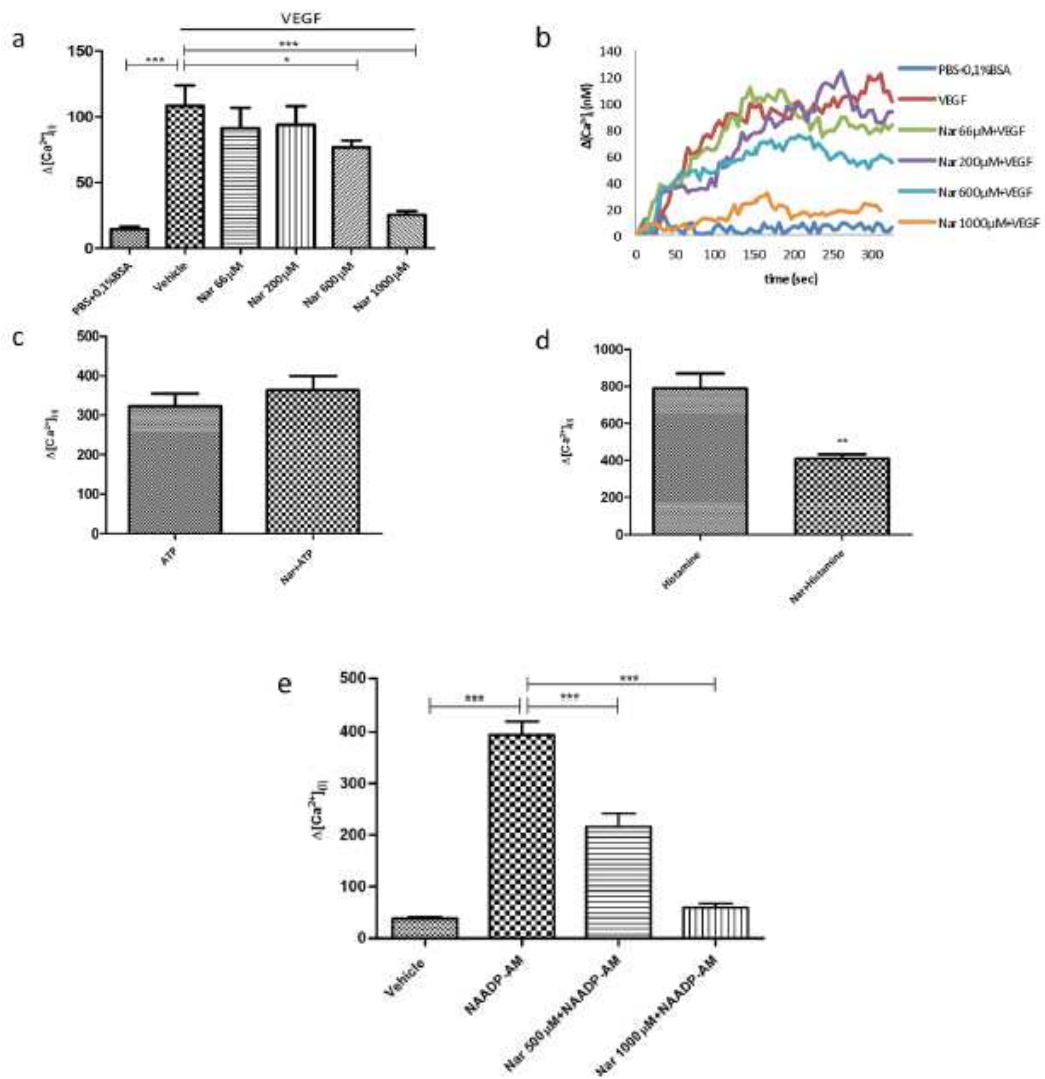 a
VEGF
***
***
*
Δ[Ca²⁺]₍ᵢ₎
150
100
50
0
PBS+0,1%BSA
Vehicle
Nar 66μM
Nar 200μM
Nar 600μM
Nar 1000μM
b
Δ[Ca²⁺]ᵢ (nM)
140
120
100
80
60
40
20
0
0 50 100 150 200 250 300
time (sec)
PBS+0,1%BSA
VEGF
Nar 66μM+VEGF
Nar 200μM+VEGF
Nar 600μM+VEGF
Nar 1000μM+VEGF
c
Δ[Ca²⁺]₍ᵢ₎
500
400
300
200
100
0
ATP
Nar+ATP
d
Δ[Ca²⁺]₍ᵢ₎
1000
800
600
400
200
0
**
Histamine
Nar+Histamine
e
***
***
***
Δ[Ca²⁺]₍ᵢ₎
500
400
300
200
100
0
Vehicle
NAADP-AM
Nar 500μM+NAADP-AM
Nar 1000μM+NAADP-AM